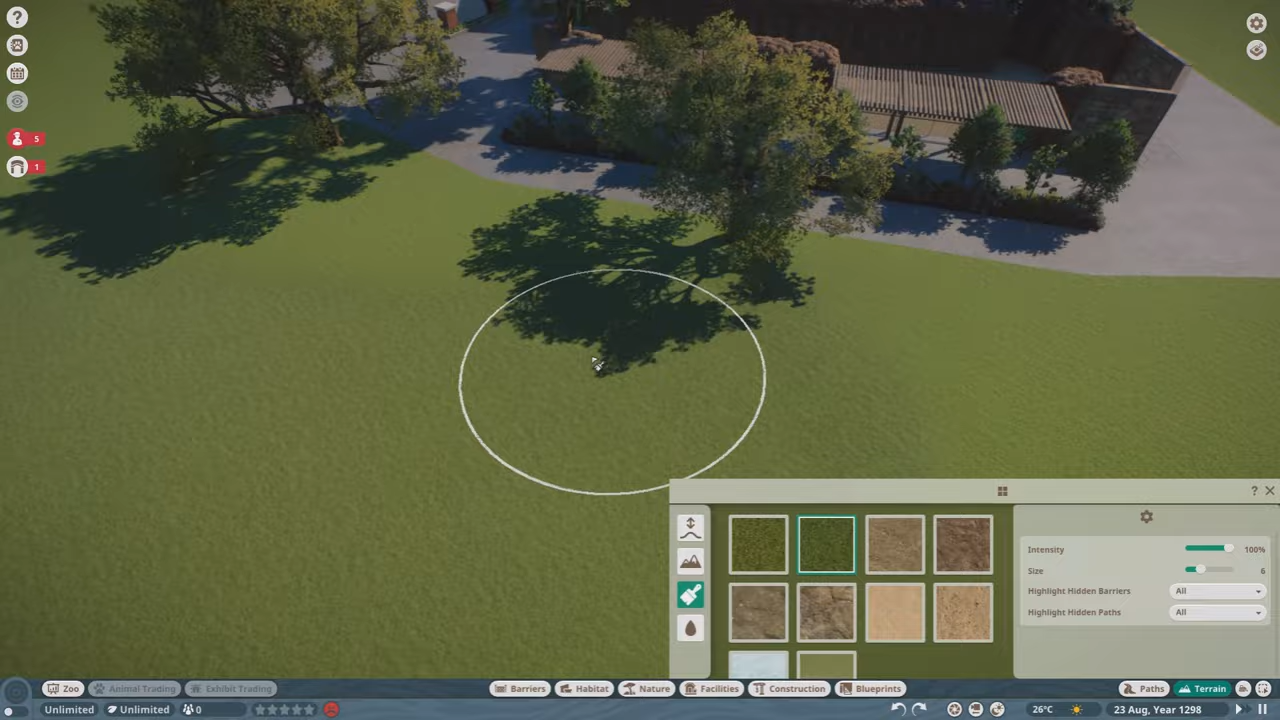 ?
5
1
?
Intensity 100%
Size 6
Highlight Hidden Barriers All
Highlight Hidden Paths All
Zoo Animal Trading Exhibit Trading Barriers Habitat Nature Facilities Construction Blueprints Paths Terrain
Unlimited Unlimited 0 26°C 23 Aug, Year 1298